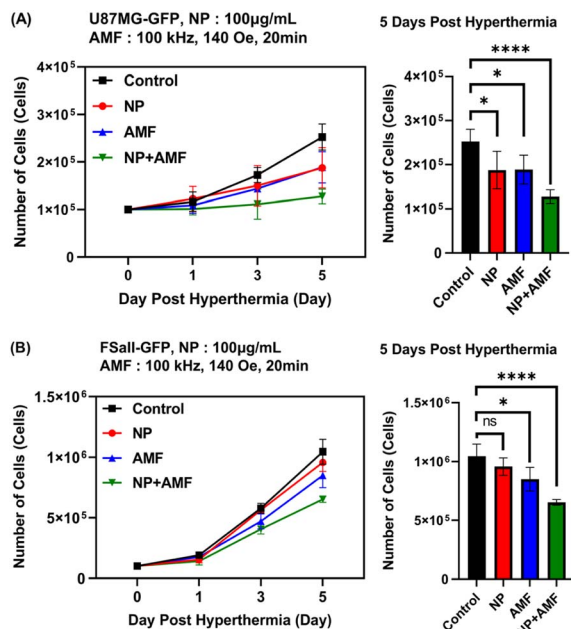 (A)
U87MG-GFP, NP : 100μg/mL
AMF: 100 kHz, 140 Oe, 20min
Number of Cells (Cells)
4×10⁵
3×10⁵
2×10⁵
1×10⁵
0
Control
NP
AMF
NP+AMF
0 1 3 5
Day Post Hyperthermia (Day)
5 Days Post Hyperthermia
****
*
*
Number of Cells (Cells)
4×10⁵
3×10⁵
2×10⁵
1×10⁵
0
Control
NP
AMF
NP+AMF
(B)
FSall-GFP, NP : 100μg/mL
AMF : 100 kHz, 140 Oe, 20min
Number of Cells (Cells)
1.5×10⁶
1×10⁶
5×10⁵
0
Control
NP
AMF
NP+AMF
0 1 3 5
Day Post Hyperthermia (Day)
5 Days Post Hyperthermia
****
*
ns
Number of Cells (Cells)
1.5×10⁶
1×10⁶
5×10⁵
0
Control
NP
AMF
IP+AMF